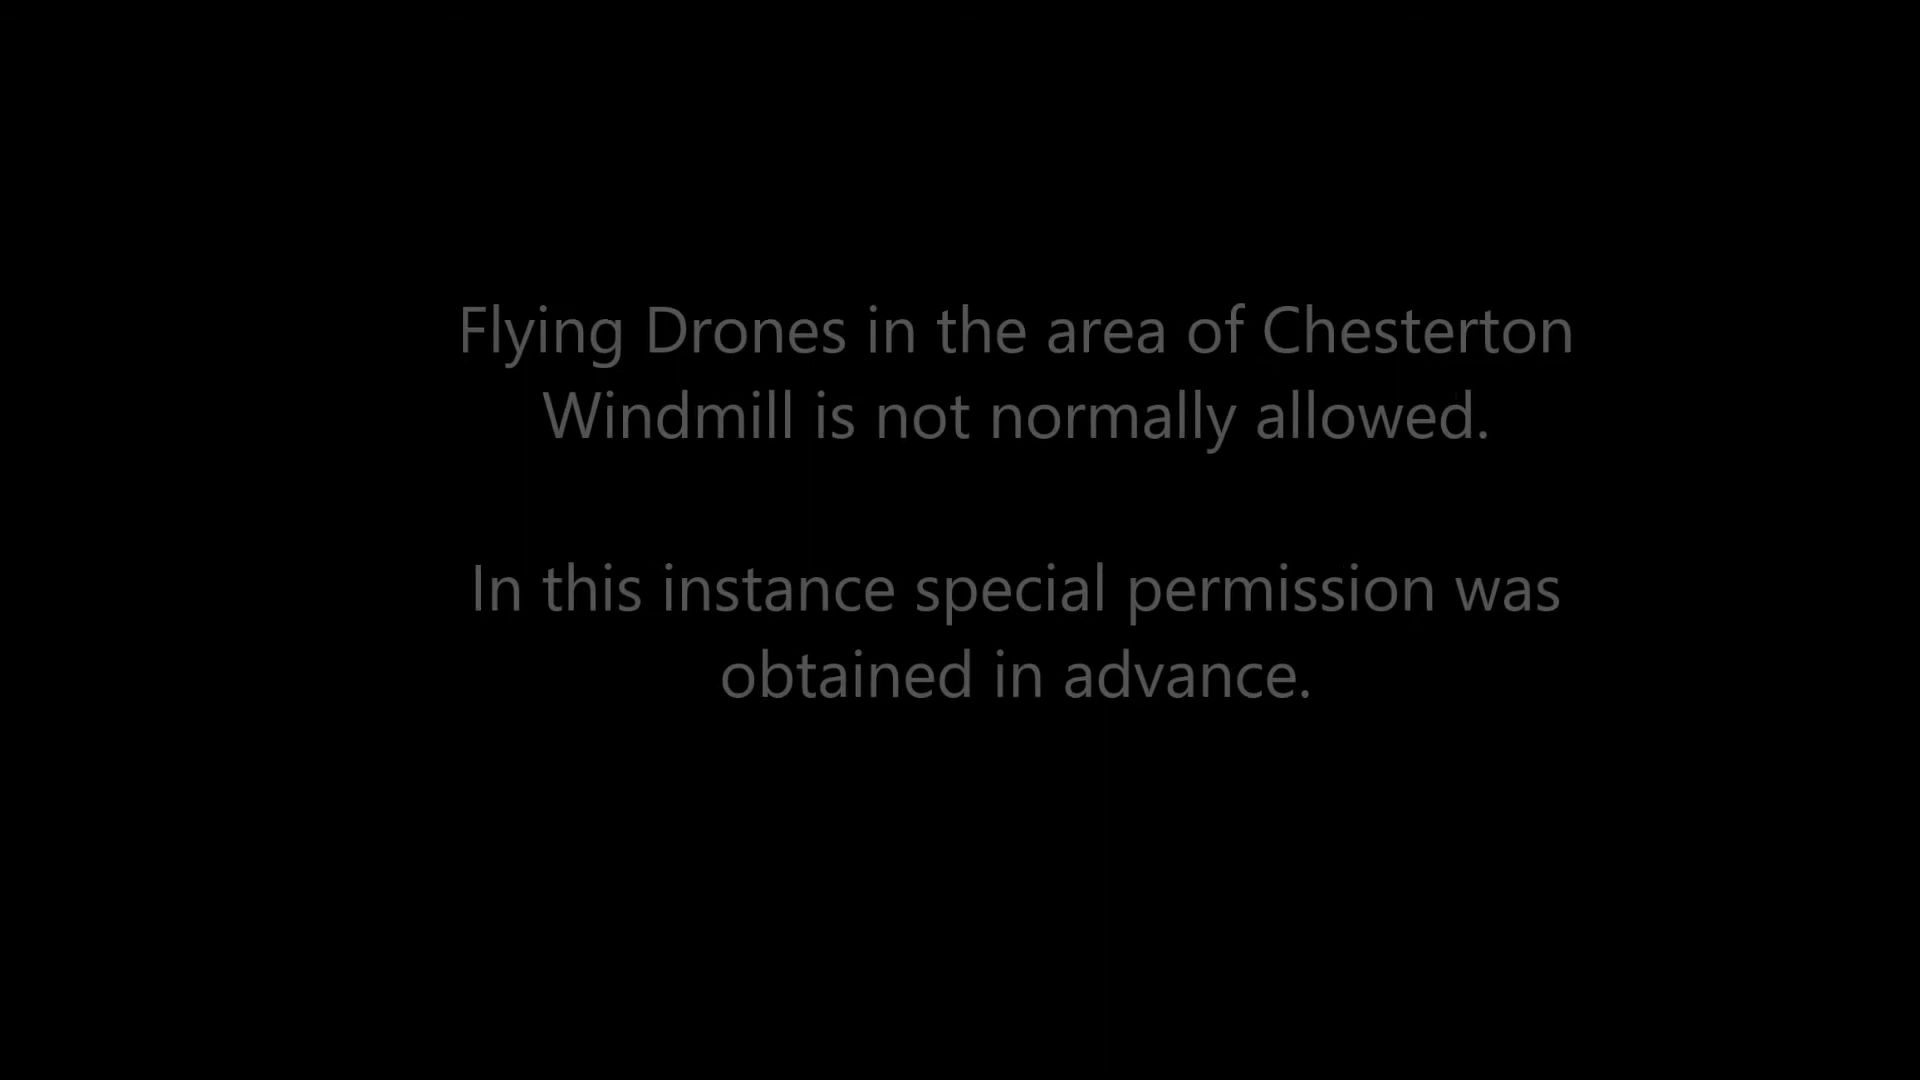 Flying Drones in the area of Chesterton
Windmill is not normally allowed.
In this instance special permission was
obtained in advance.